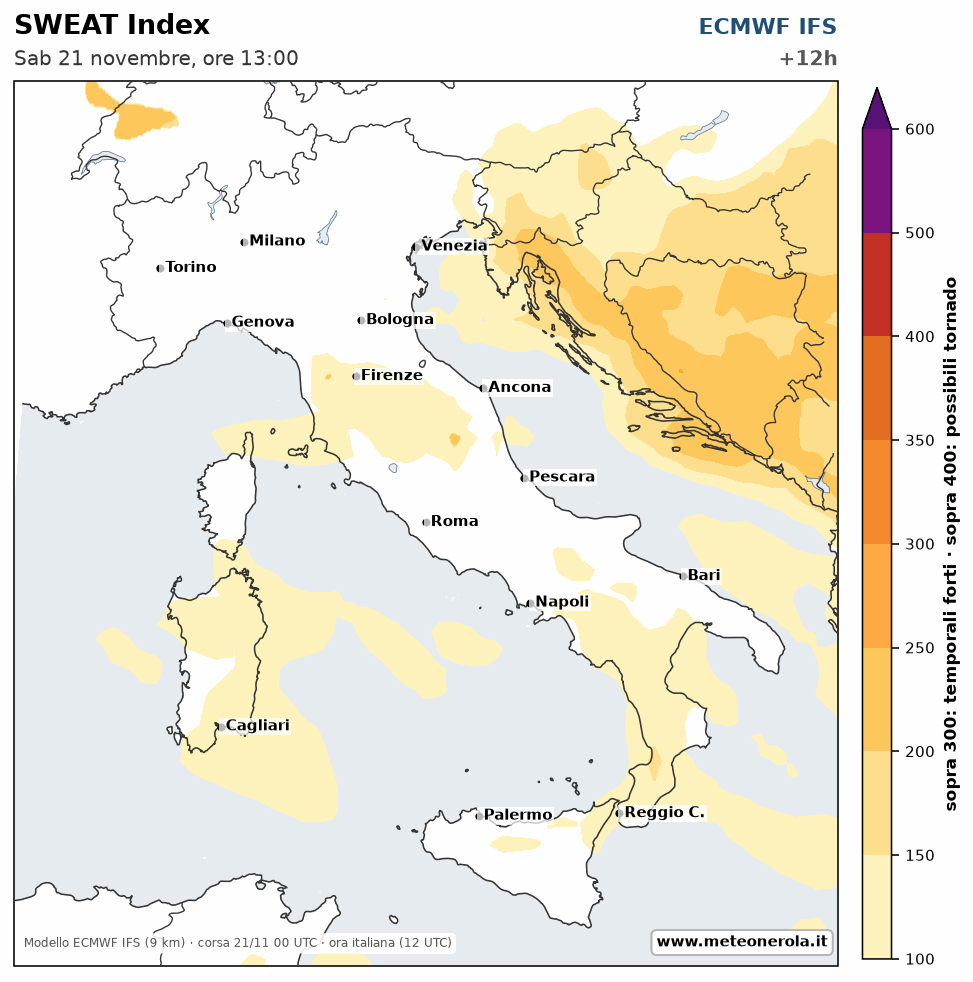 SWEAT Index
ECMWF IFS
Sab 21 novembre, ore 13:00
+12h
Milano
Venezia
Torino
Genova
Bologna
Firenze
Ancona
Pescara
Roma
Bari
Napoli
Cagliari
Palermo
Reggio C.
600
500
400
350
300
250
200
150
100
sopra 300: temporali forti · sopra 400: possibili tornado
Modello ECMWF IFS (9 km) · corsa 21/11 00 UTC · ora italiana (12 UTC)
www.meteonerola.it